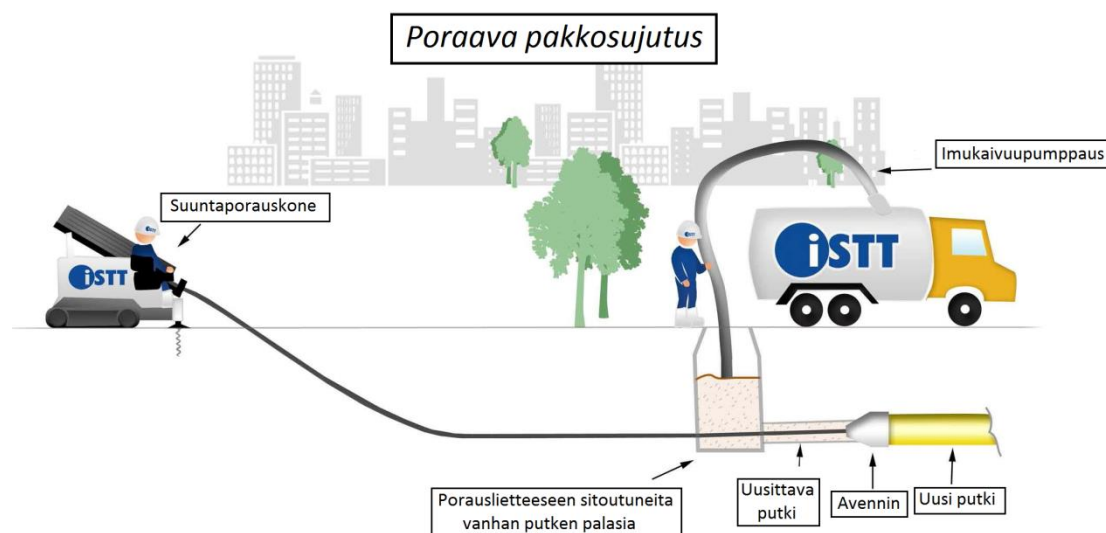 Poraava pakkosujutus
Imukaivuupumppaus
Suuntaporauskone
iSTT
iSTT
Porauslietteeseen sitoutuneita
vanhan putken palasia
Uusittava
putki
Avennin
Uusi putki